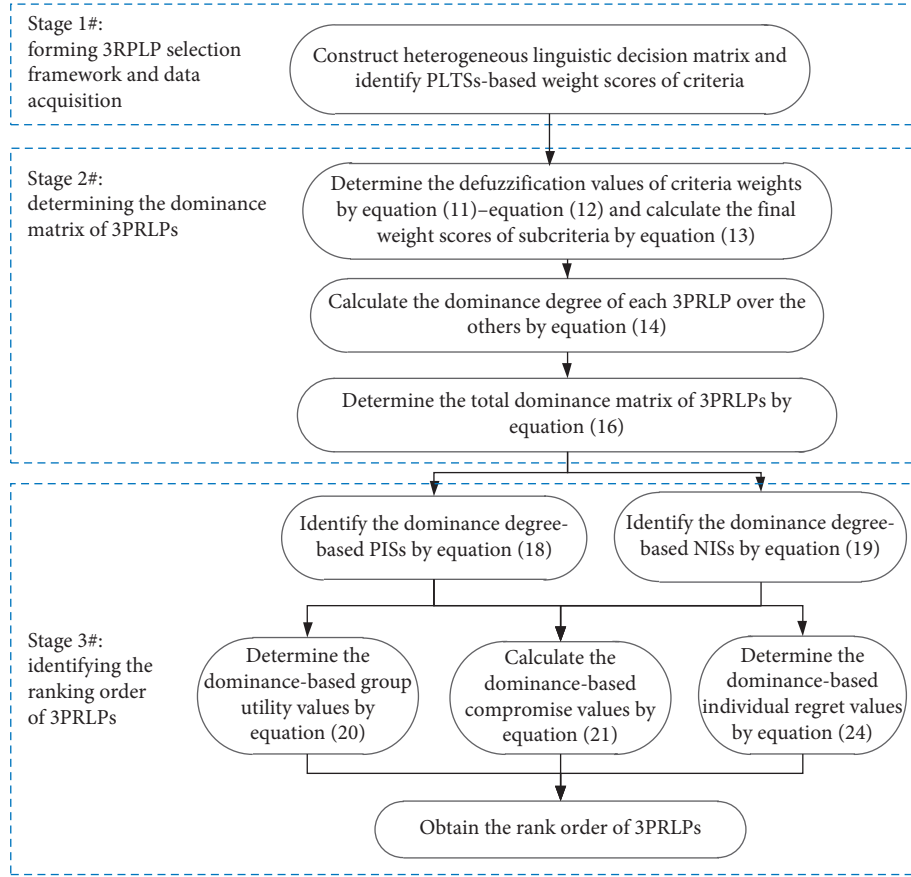 Stage 1#:
forming 3RPLP selection
framework and data
acquisition
Construct heterogeneous linguistic decision matrix and
identify PLTSs-based weight scores of criteria
Stage 2#:
determining the dominance
matrix of 3PRLPs
Determine the defuzzification values of criteria weights
by equation (11)–equation (12) and calculate the final
weight scores of subcriteria by equation (13)
Calculate the dominance degree of each 3PRLP over the
others by equation (14)
Determine the total dominance matrix of 3PRLPs by
equation (16)
Stage 3#:
identifying the
ranking order
of 3PRLPs
Identify the dominance degree-
based PISs by equation (18)
Identify the dominance degree-
based NISs by equation (19)
Determine the
dominance-based group
utility values by
equation (20)
Calculate the
dominance-based
compromise values by
equation (21)
Determine the
dominance-based
individual regret values
by equation (24)
Obtain the rank order of 3PRLPs